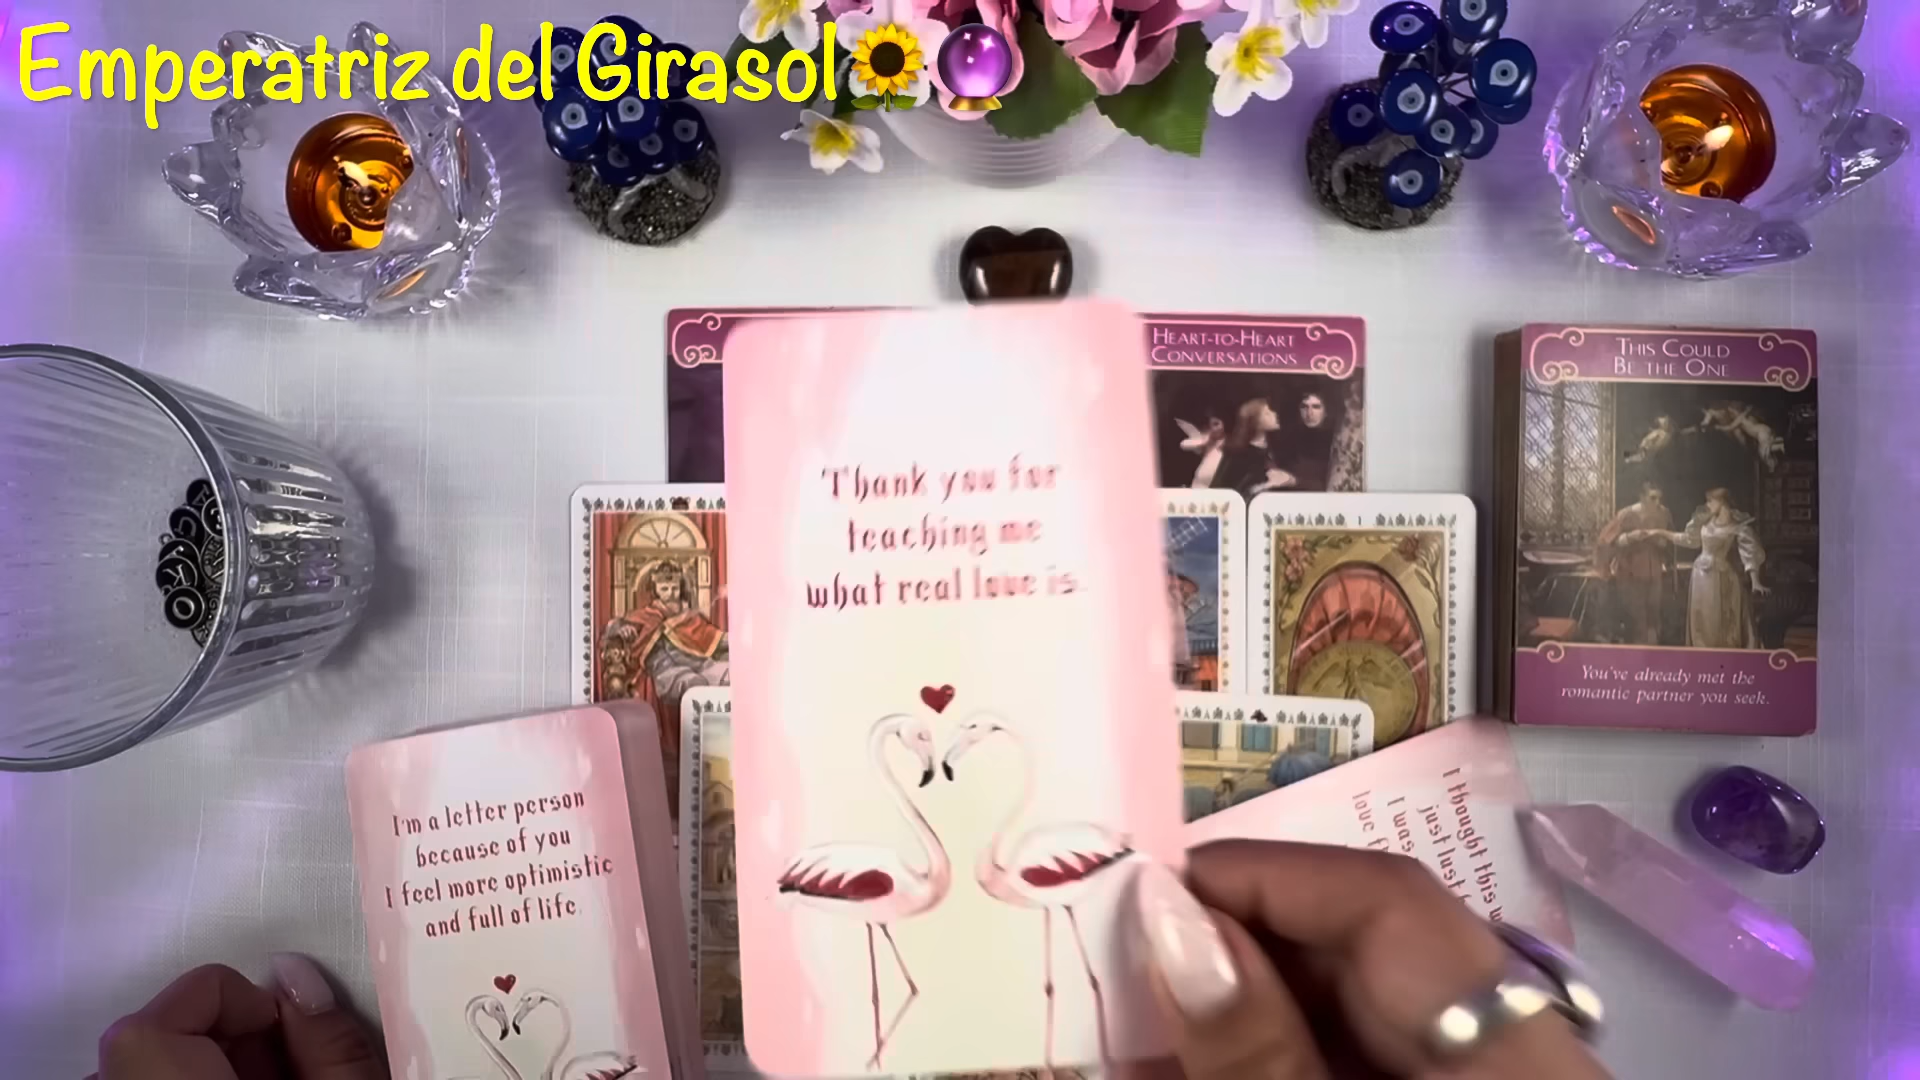 Emperatriz del Girasol
HEART-TO-HEART
CONVERSATIONS
THIS COULD
BE THE ONE
Thank you for
teaching me
what real love is.
You've already met the
romantic partner you seek.
I'm a better person
because of you
I feel more optimistic
and full of life.
I thought this
just lust
I was
love